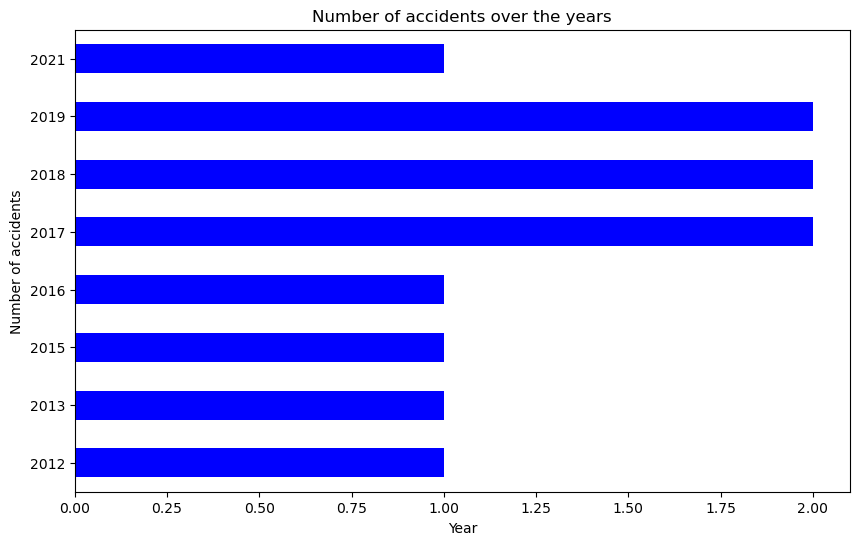 Number of accidents over the years
Number of accidents
2021
2019
2018
2017
2016
2015
2013
2012
0.00 0.25 0.50 0.75 1.00 1.25 1.50 1.75 2.00
Year